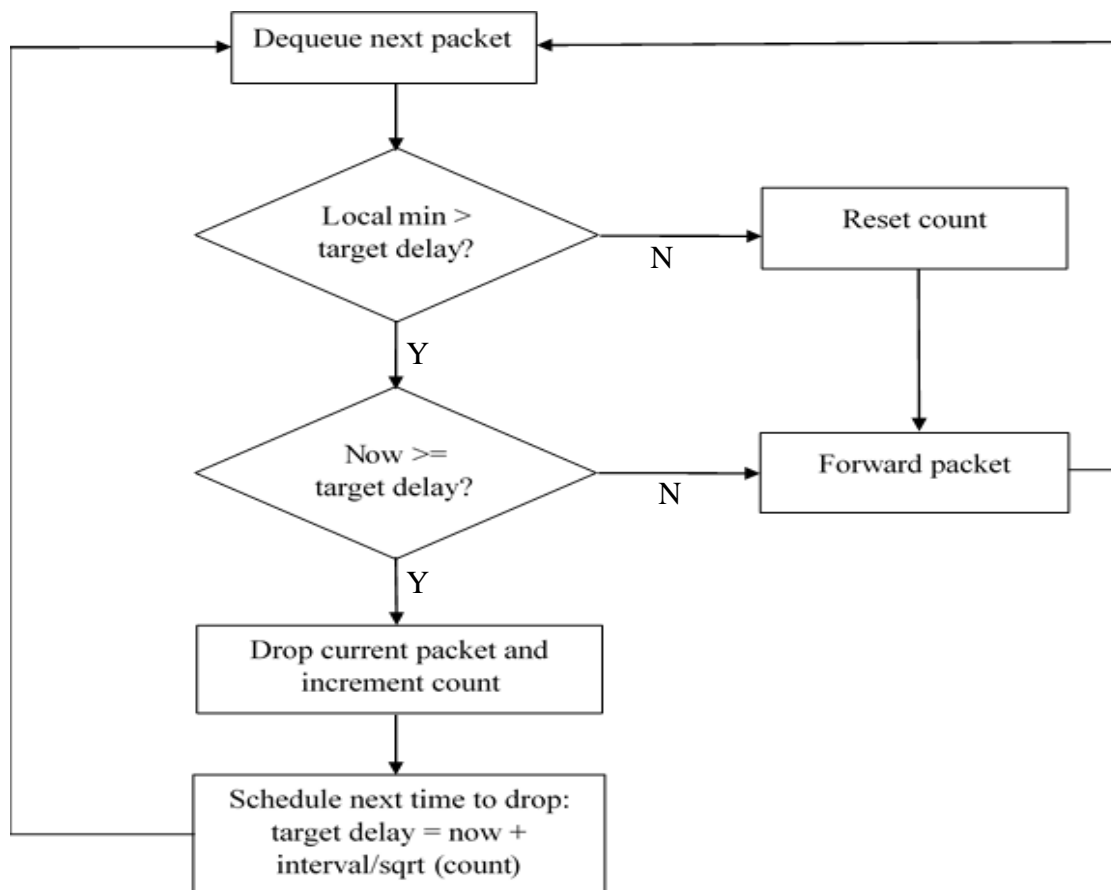 Dequeue next packet
Local min >
target delay?
N
Reset count
Y
Now >=
target delay?
N
Forward packet
Y
Drop current packet and
increment count
Schedule next time to drop:
target delay = now +
interval/sqrt (count)